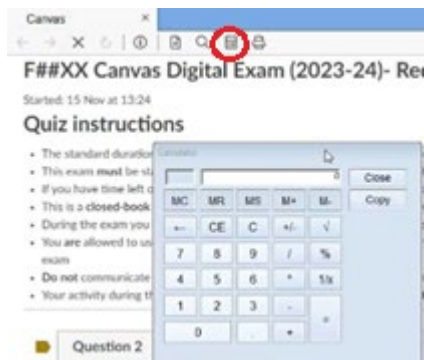 Canvas
F##XX Canvas Digital Exam (2023-24)- Re
Started: 15 Nov at 13:24
Quiz instructions
The standard duration
This exam must be sta
If you have time left o
This is a closed-book
During the exam you
You are allowed to us
exam
Do not communicate
Your activity during th
Calculator
0
Close
MC MR MS M+ M- Copy
CE C +/- √
7 8 9 / %
4 5 6 * 1/x
1 2 3 - =
0 . +
Question 2